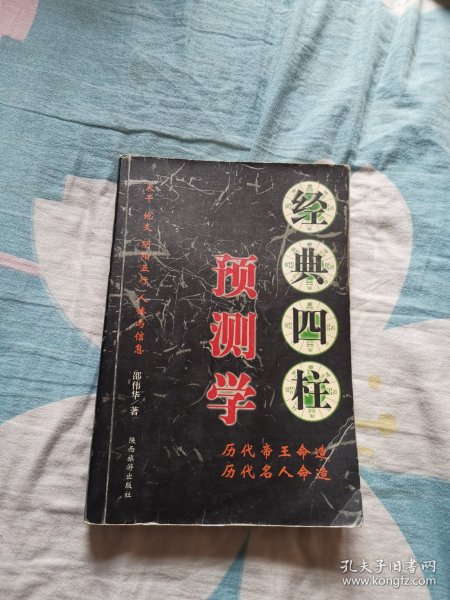 经典四柱
预测学
天干 地支 阴阳五行 人体与信息
邵伟华 著
历代帝王命造
历代名人命造
陕西旅游出版社
孔夫子旧书网
www.kongfz.com